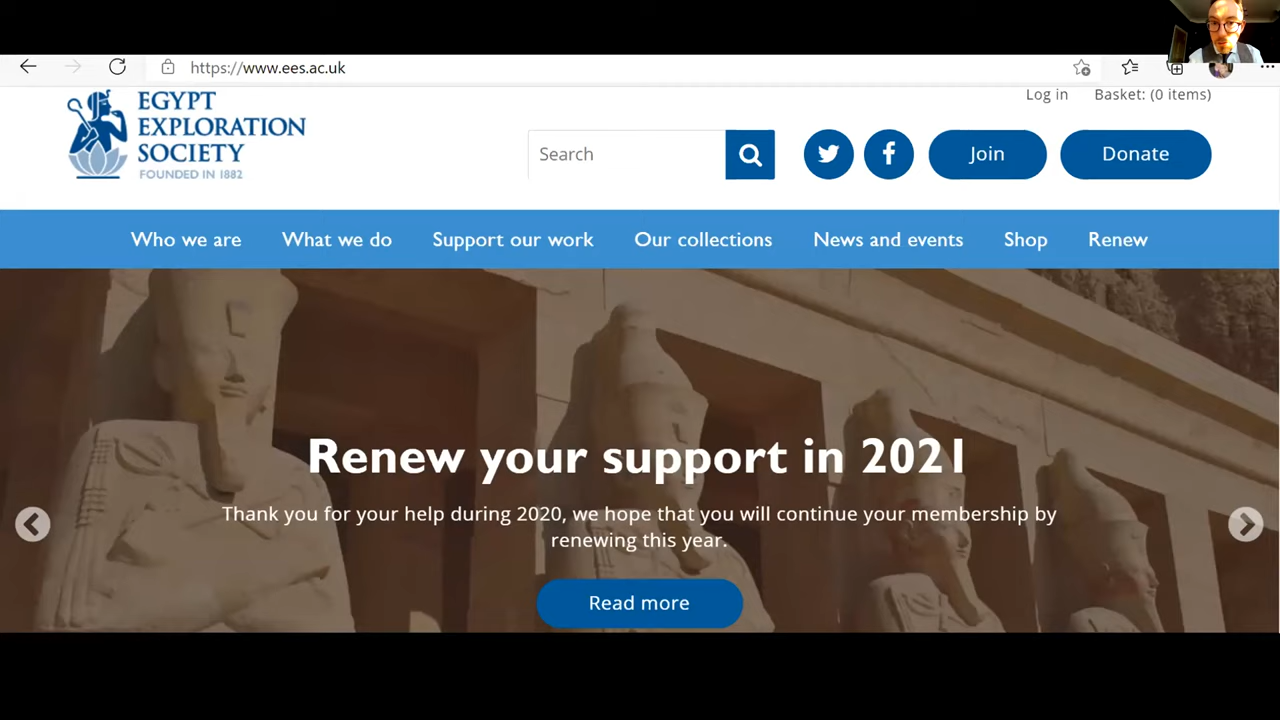 https://www.ees.ac.uk
Log in Basket: (0 items)
EGYPT
EXPLORATION
SOCIETY
FOUNDED IN 1882
Search
Join
Donate
Who we are What we do Support our work Our collections News and events Shop Renew
Renew your support in 2021
Thank you for your help during 2020, we hope that you will continue your membership by
renewing this year.
Read more